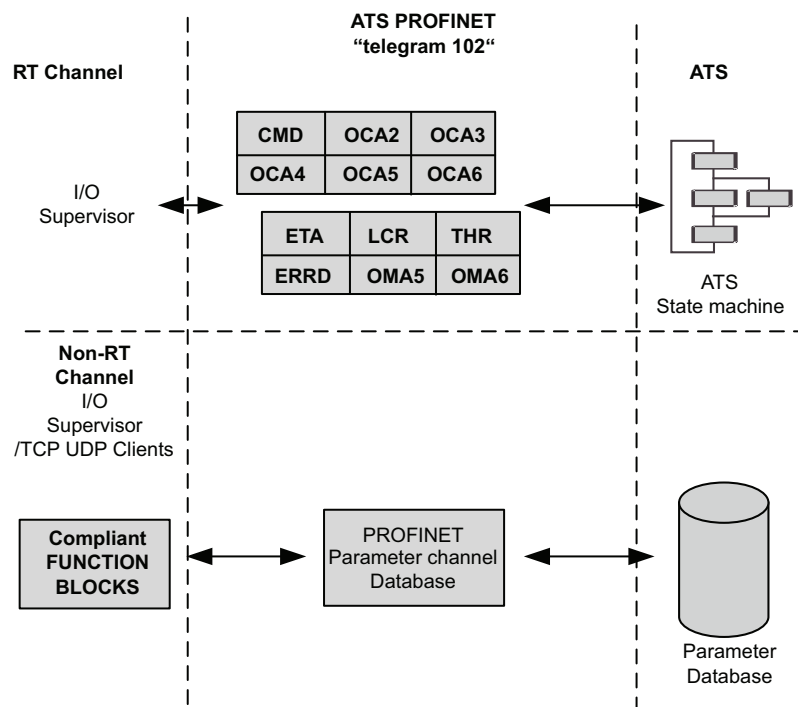 ATS PROFINET
“telegram 102“
RT Channel
ATS
CMD OCA2 OCA3
OCA4 OCA5 OCA6
I/O
Supervisor
ETA LCR THR
ERRD OMA5 OMA6
ATS
State machine
Non-RT
Channel
I/O
Supervisor
/TCP UDP Clients
Compliant
FUNCTION
BLOCKS
PROFINET
Parameter channel
Database
Parameter
Database